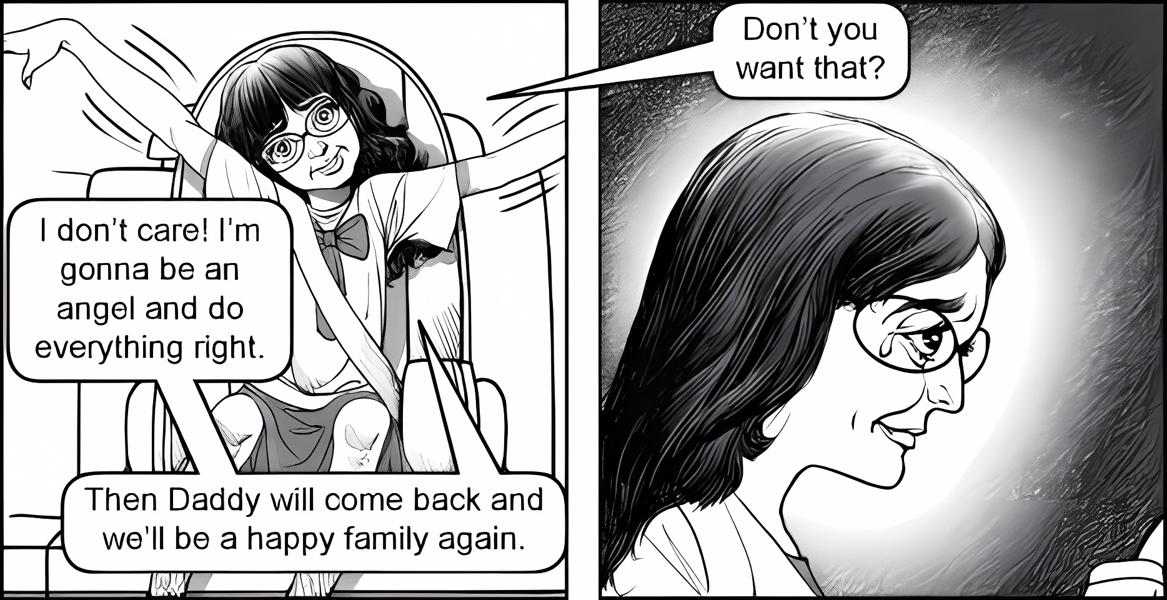 I don't care! I'm
gonna be an
angel and do
everything right.
Then Daddy will come back and
we'll be a happy family again.
Don't you
want that?